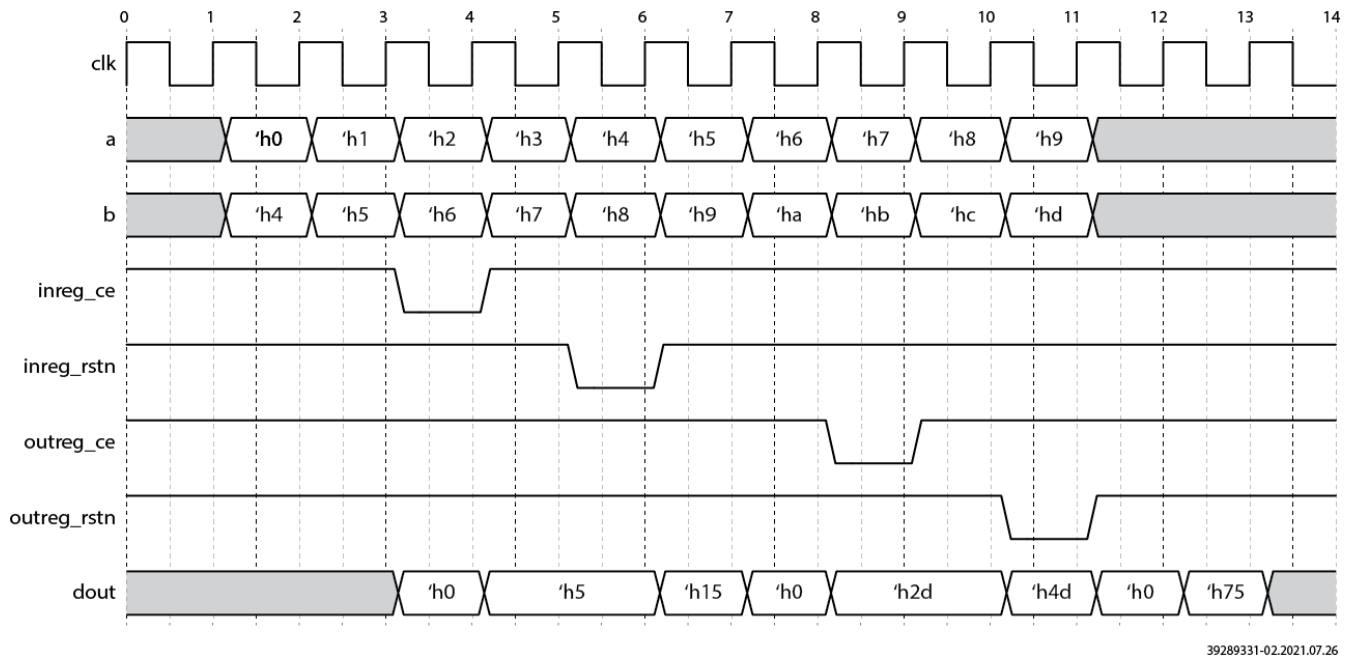 0 1 2 3 4 5 6 7 8 9 10 11 12 13 14
clk
a ‘h0 ‘h1 ‘h2 ‘h3 ‘h4 ‘h5 ‘h6 ‘h7 ‘h8 ‘h9
b ‘h4 ‘h5 ‘h6 ‘h7 ‘h8 ‘h9 ‘ha ‘hb ‘hc ‘hd
inreg_ce
inreg_rstn
outreg_ce
outreg_rstn
dout ‘h0 ‘h5 ‘h15 ‘h0 ‘h2d ‘h4d ‘h0 ‘h75
39289331-02.2021.07.26